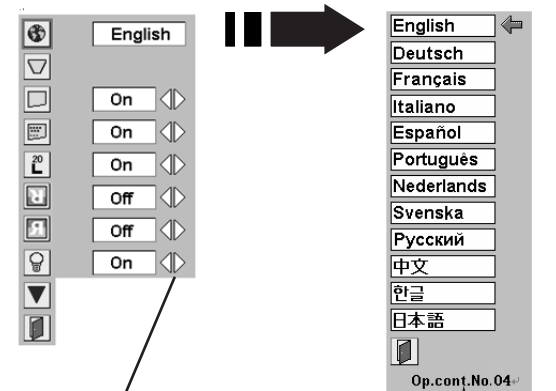 English
On
On
20
L
On
Off
Off
On
English
Deutsch
Français
Italiano
Español
Português
Nederlands
Svenska
Русский
中文
한글
日本語
Op.cont.No.04